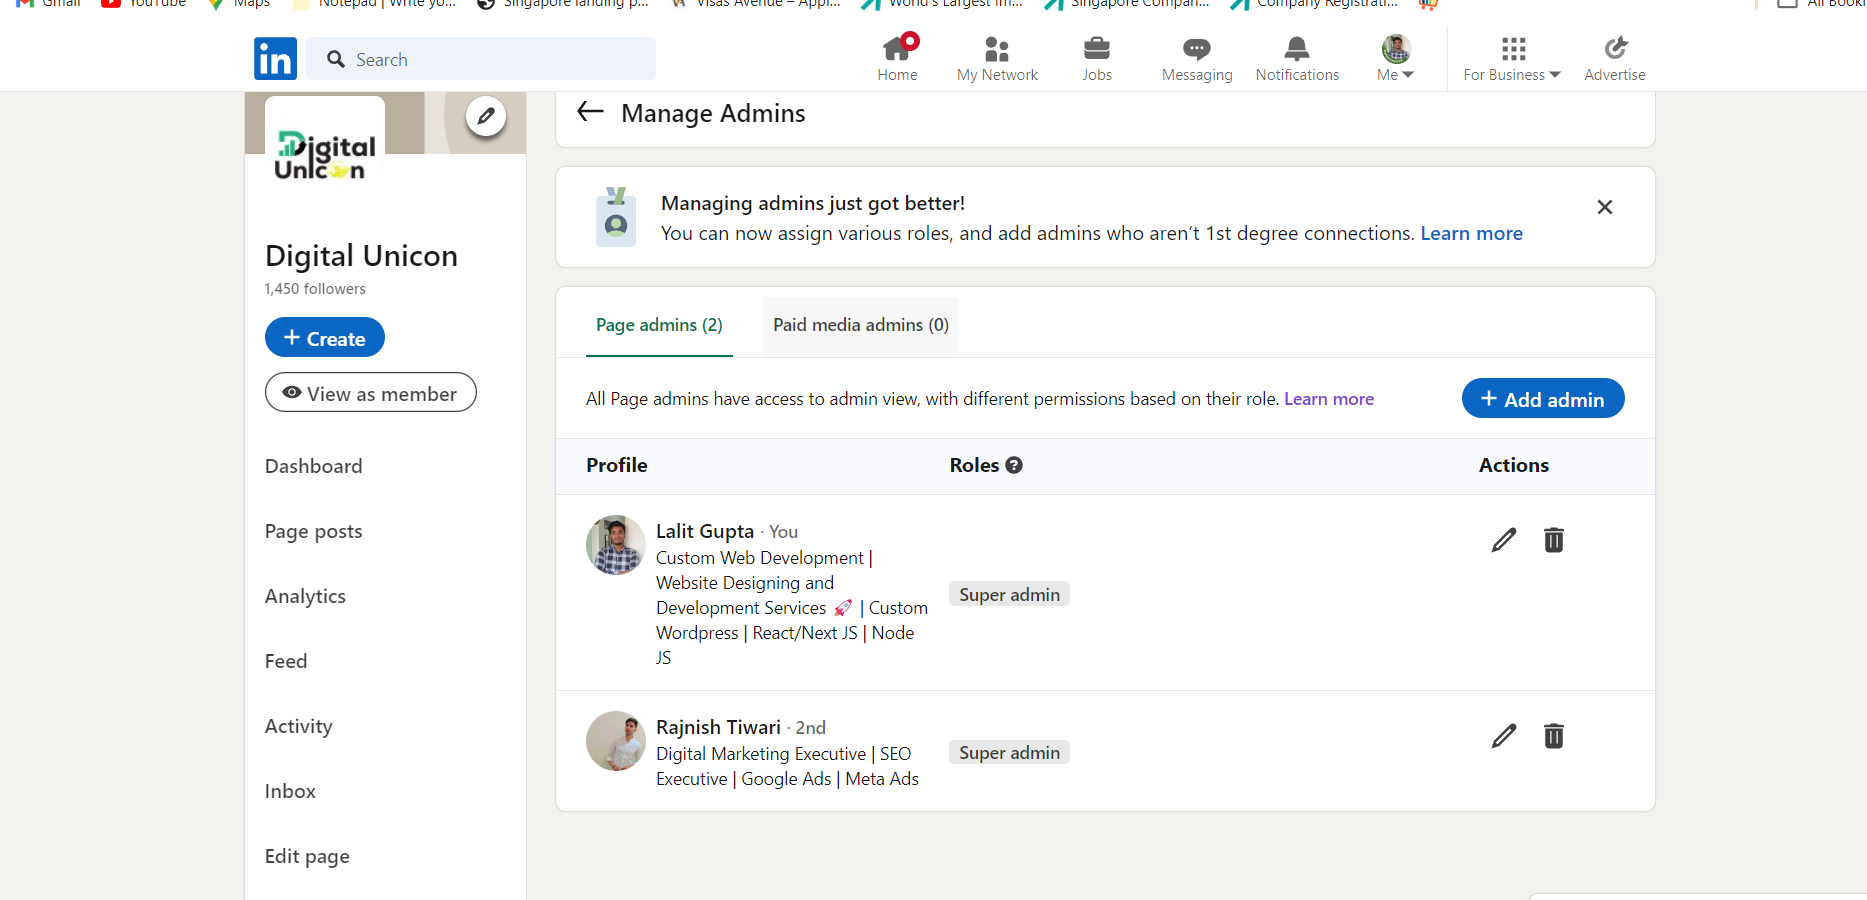 Gmail YouTube Maps Notepad | Write yo... Singapore landing p... Visas Avenue – Appl... World's Largest Im... Singapore Compan... Company Registrati...
in Search Home My Network Jobs Messaging Notifications Me For Business Advertise
Digital
Unicon
Digital Unicon
1,450 followers
+ Create
View as member
Dashboard
Page posts
Analytics
Feed
Activity
Inbox
Edit page
Manage Admins
Managing admins just got better!
You can now assign various roles, and add admins who aren't 1st degree connections. Learn more
Page admins (2) Paid media admins (0)
All Page admins have access to admin view, with different permissions based on their role. Learn more
+ Add admin
Profile Roles ? Actions
Lalit Gupta · You
Custom Web Development |
Website Designing and
Development Services 🚀 | Custom
Wordpress | React/Next JS | Node
JS
Super admin
Rajnish Tiwari · 2nd
Digital Marketing Executive | SEO
Executive | Google Ads | Meta Ads
Super admin